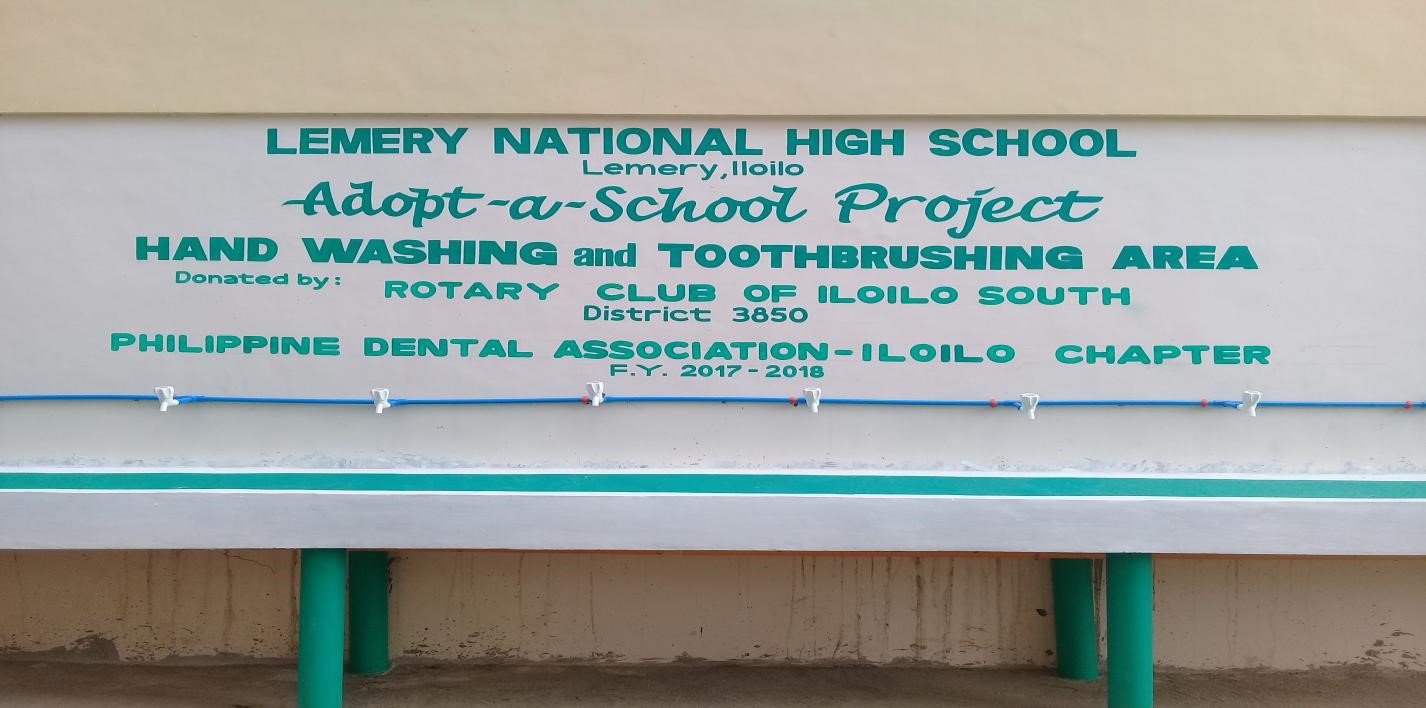 LEMERY NATIONAL HIGH SCHOOL
Lemery,Iloilo
Adopt-a-School Project
HAND WASHING and TOOTHBRUSHING AREA
Donated by: ROTARY CLUB OF ILOILO SOUTH
District 3850
PHILIPPINE DENTAL ASSOCIATION-ILOILO CHAPTER
F.Y. 2017-2018